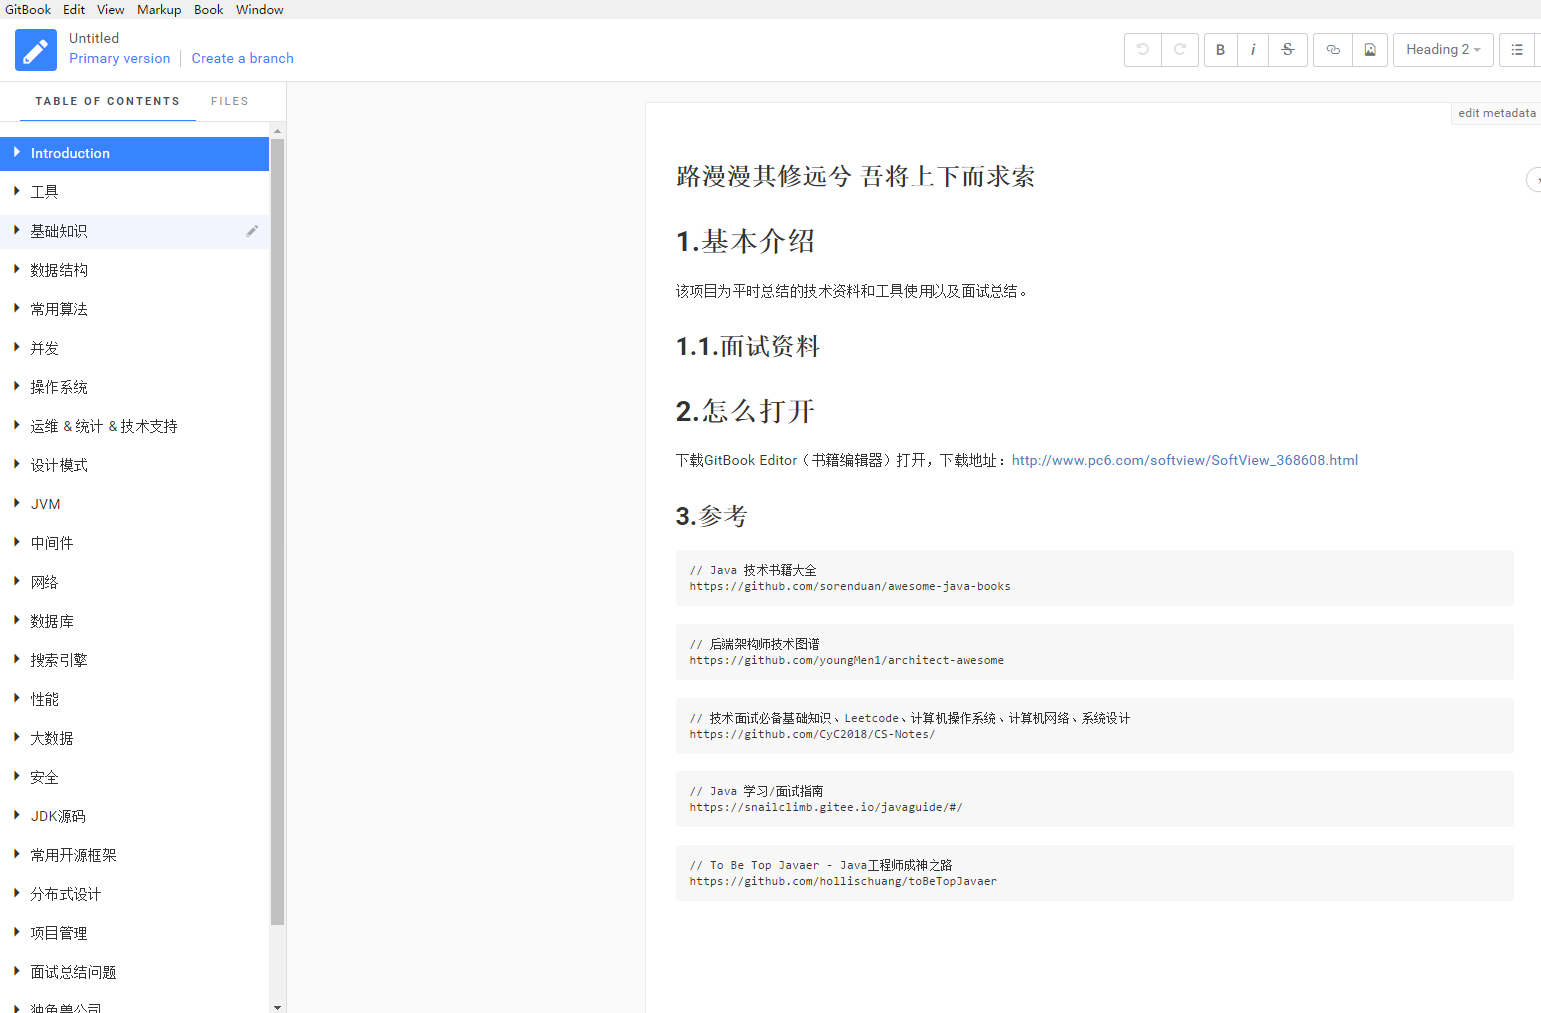 GitBook Edit View Markup Book Window
Untitled
Primary version Create a branch
B i S Heading 2
TABLE OF CONTENTS FILES
edit metadata
Introduction
工具
基础知识
数据结构
常用算法
并发
操作系统
运维 & 统计 & 技术支持
设计模式
JVM
中间件
网络
数据库
搜索引擎
性能
大数据
安全
JDK源码
常用开源框架
分布式设计
项目管理
面试总结问题
独角兽公司
路漫漫其修远兮 吾将上下而求索
1.基本介绍
该项目为平时总结的技术资料和工具使用以及面试总结。
1.1.面试资料
2.怎么打开
下载GitBook Editor（书籍编辑器）打开，下载地址：http://www.pc6.com/softview/SoftView_368608.html
3.参考
// Java 技术书籍大全
https://github.com/sorenduan/awesome-java-books
// 后端架构师技术图谱
https://github.com/youngMen1/architect-awesome
// 技术面试必备基础知识、Leetcode、计算机操作系统、计算机网络、系统设计
https://github.com/CyC2018/CS-Notes/
// Java 学习/面试指南
https://snailclimb.gitee.io/javaguide/#/
// To Be Top Javaer - Java工程师成神之路
https://github.com/hollischuang/toBeTopJavaer